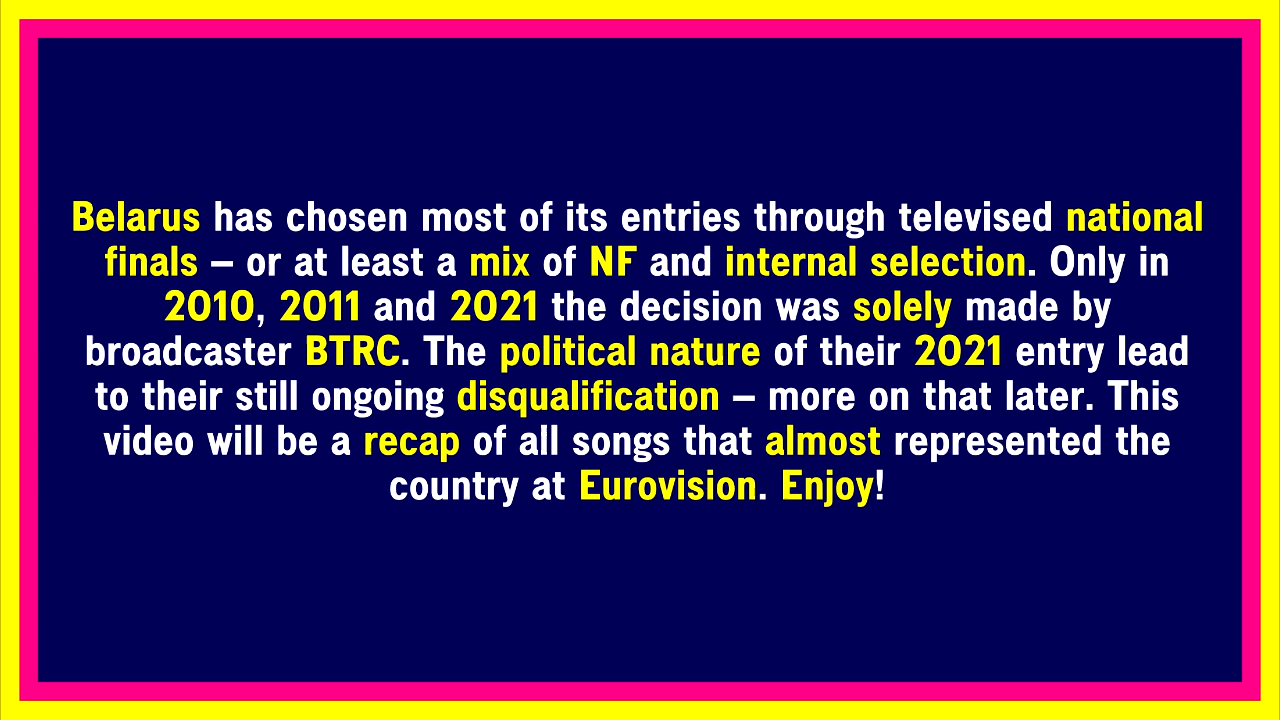 Belarus has chosen most of its entries through televised national
finals – or at least a mix of NF and internal selection. Only in
2010, 2011 and 2021 the decision was solely made by
broadcaster BTRC. The political nature of their 2021 entry lead
to their still ongoing disqualification – more on that later. This
video will be a recap of all songs that almost represented the
country at Eurovision. Enjoy!